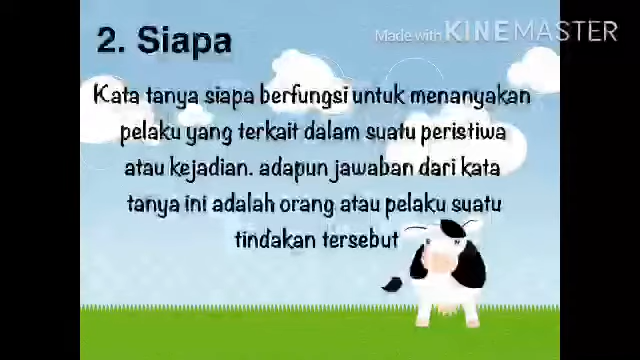 2. Siapa
Made with KINEMASTER
Kata tanya siapa berfungsi untuk menanyakan
pelaku yang terkait dalam suatu peristiwa
atau kejadian. adapun jawaban dari kata
tanya ini adalah orang atau pelaku suatu
tindakan tersebut